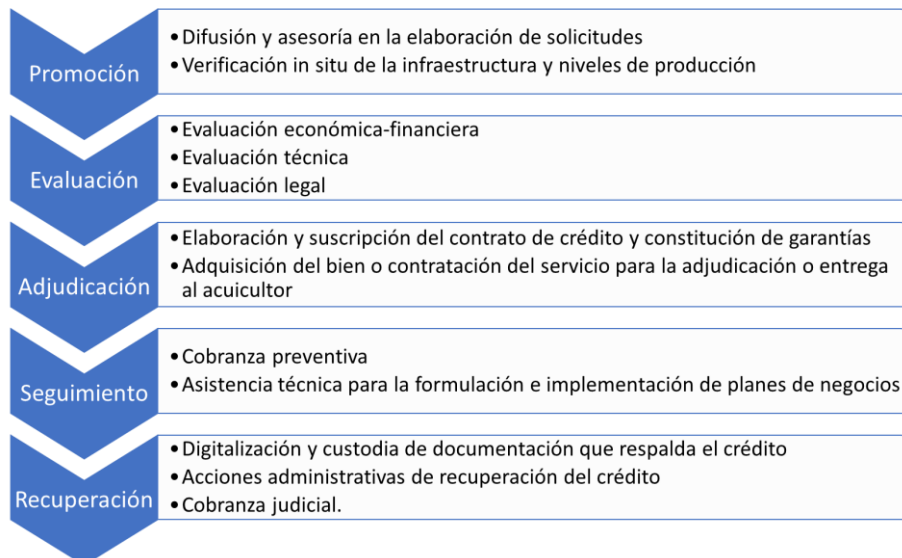 Promoción
• Difusión y asesoría en la elaboración de solicitudes
• Verificación in situ de la infraestructura y niveles de producción
Evaluación
• Evaluación económica-financiera
• Evaluación técnica
• Evaluación legal
Adjudicación
• Elaboración y suscripción del contrato de crédito y constitución de garantías
• Adquisición del bien o contratación del servicio para la adjudicación o entrega
al acuicultor
Seguimiento
• Cobranza preventiva
• Asistencia técnica para la formulación e implementación de planes de negocios
Recuperación
• Digitalización y custodia de documentación que respalda el crédito
• Acciones administrativas de recuperación del crédito
• Cobranza judicial.